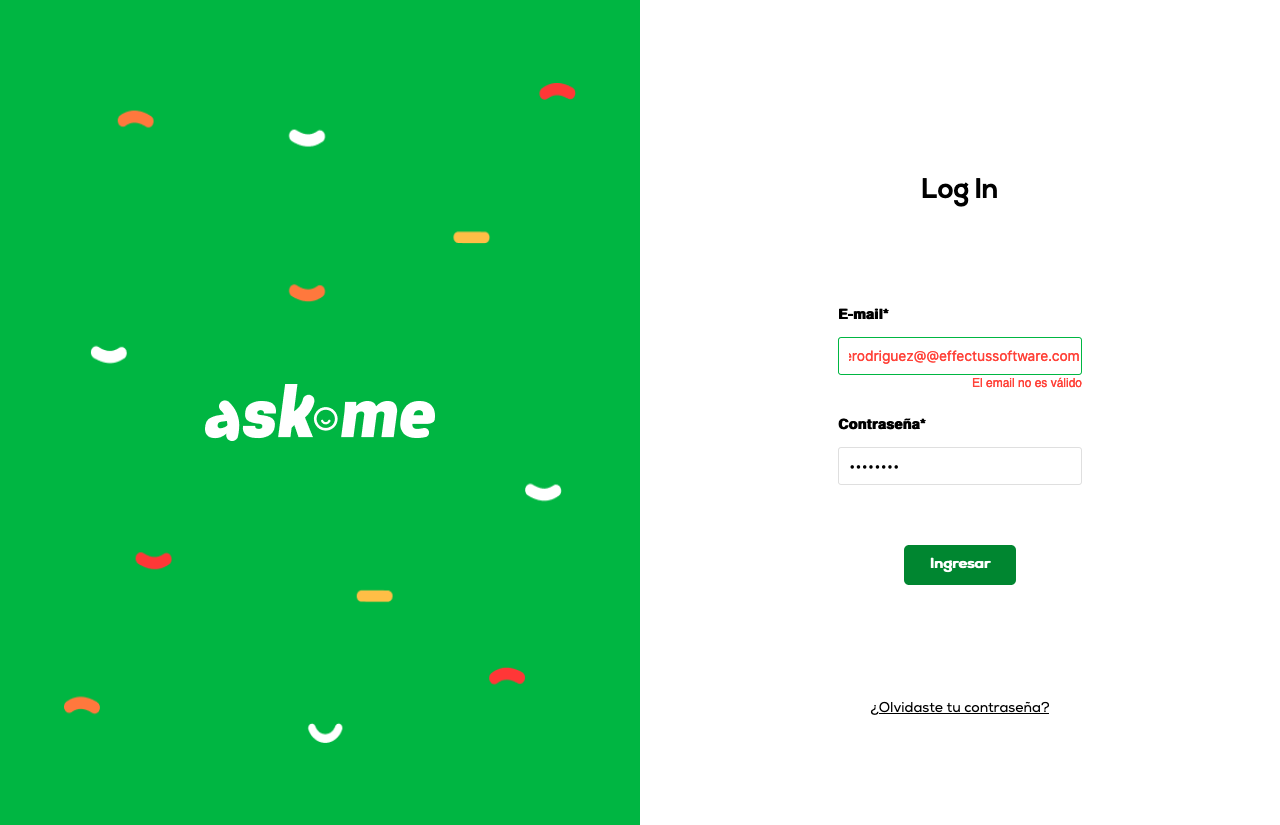 askme
Log In
E-mail*
erodriguez@@effectussoftware.com
El email no es válido
Contraseña*
••••••••
Ingresar
¿Olvidaste tu contraseña?